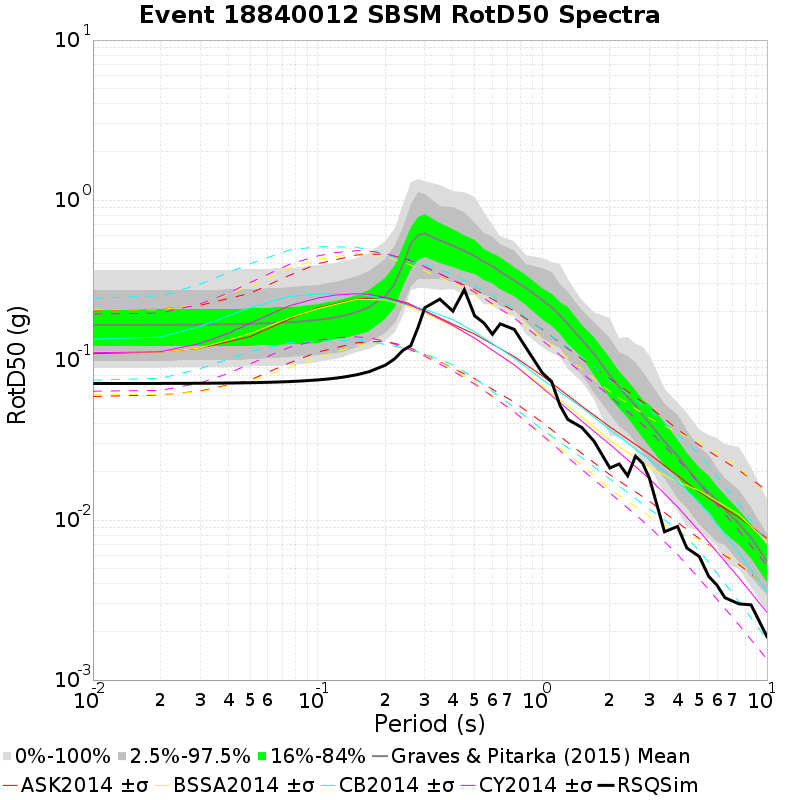 Event 18840012 SBSM RotD50 Spectra
10^1
10^0
10^-1
10^-2
10^-3
RotD50 (g)
10^-2 2 3 4 5 6 10^-1 2 3 4 5 6 7 10^0 2 3 4 5 6 7 10^1
Period (s)
0%-100% 2.5%-97.5% 16%-84% Graves & Pitarka (2015) Mean
ASK2014 ±σ BSSA2014 ±σ CB2014 ±σ CY2014 ±σ RSQSim